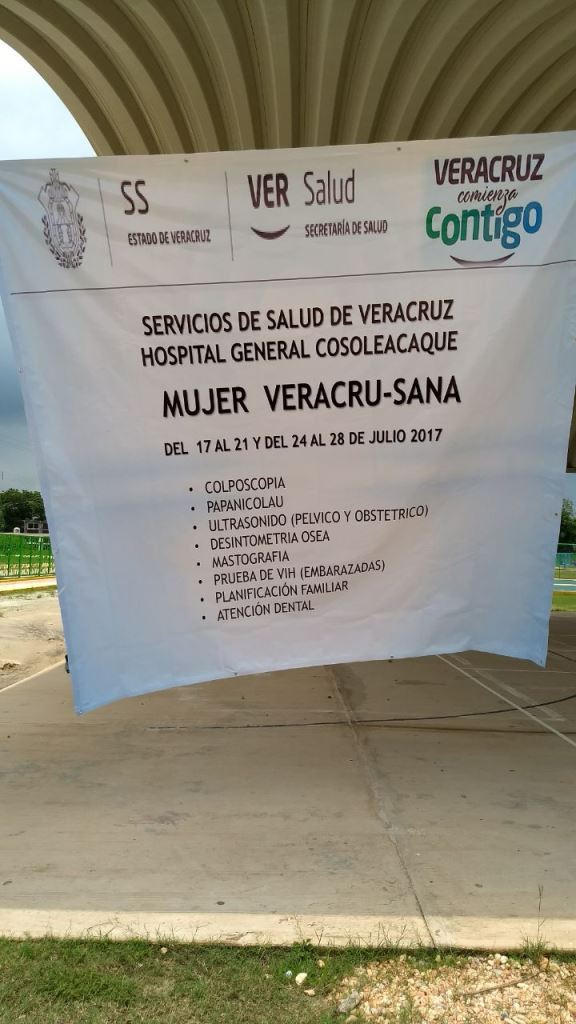 SS
ESTADO DE VERACRUZ
VER Salud
SECRETARÍA DE SALUD
VERACRUZ
comienza
Contigo
SERVICIOS DE SALUD DE VERACRUZ
HOSPITAL GENERAL COSOLEACAQUE
MUJER VERACRU-SANA
DEL 17 AL 21 Y DEL 24 AL 28 DE JULIO 2017
• COLPOSCOPIA
• PAPANICOLAU
• ULTRASONIDO (PELVICO Y OBSTETRICO)
• DESINTOMETRIA OSEA
• MASTOGRAFIA
• PRUEBA DE VIH (EMBARAZADAS)
• PLANIFICACIÓN FAMILIAR
• ATENCIÓN DENTAL